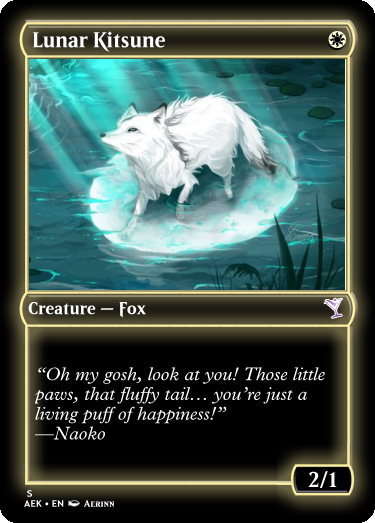 Lunar Kitsune
Creature — Fox
“Oh my gosh, look at you! Those little
paws, that fluffy tail… you’re just a
living puff of happiness!”
—Naoko
2/1
S
AEK • EN Aerinn